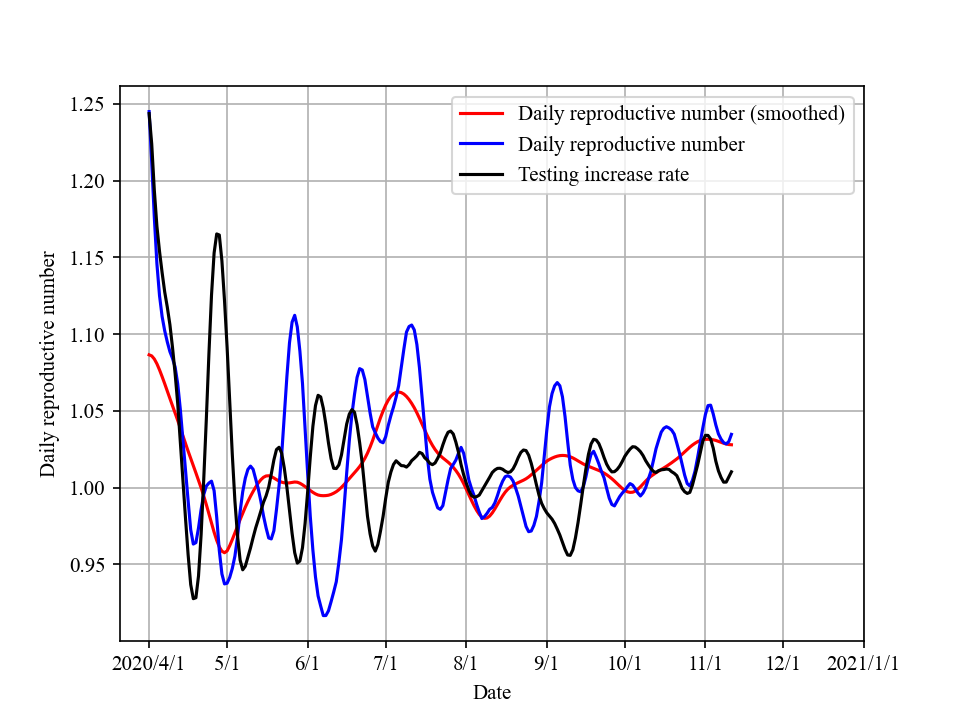 Daily reproductive number (smoothed)
Daily reproductive number
Testing increase rate
1.25
1.20
1.15
1.10
1.05
1.00
0.95
Daily reproductive number
2020/4/1 5/1 6/1 7/1 8/1 9/1 10/1 11/1 12/1 2021/1/1
Date